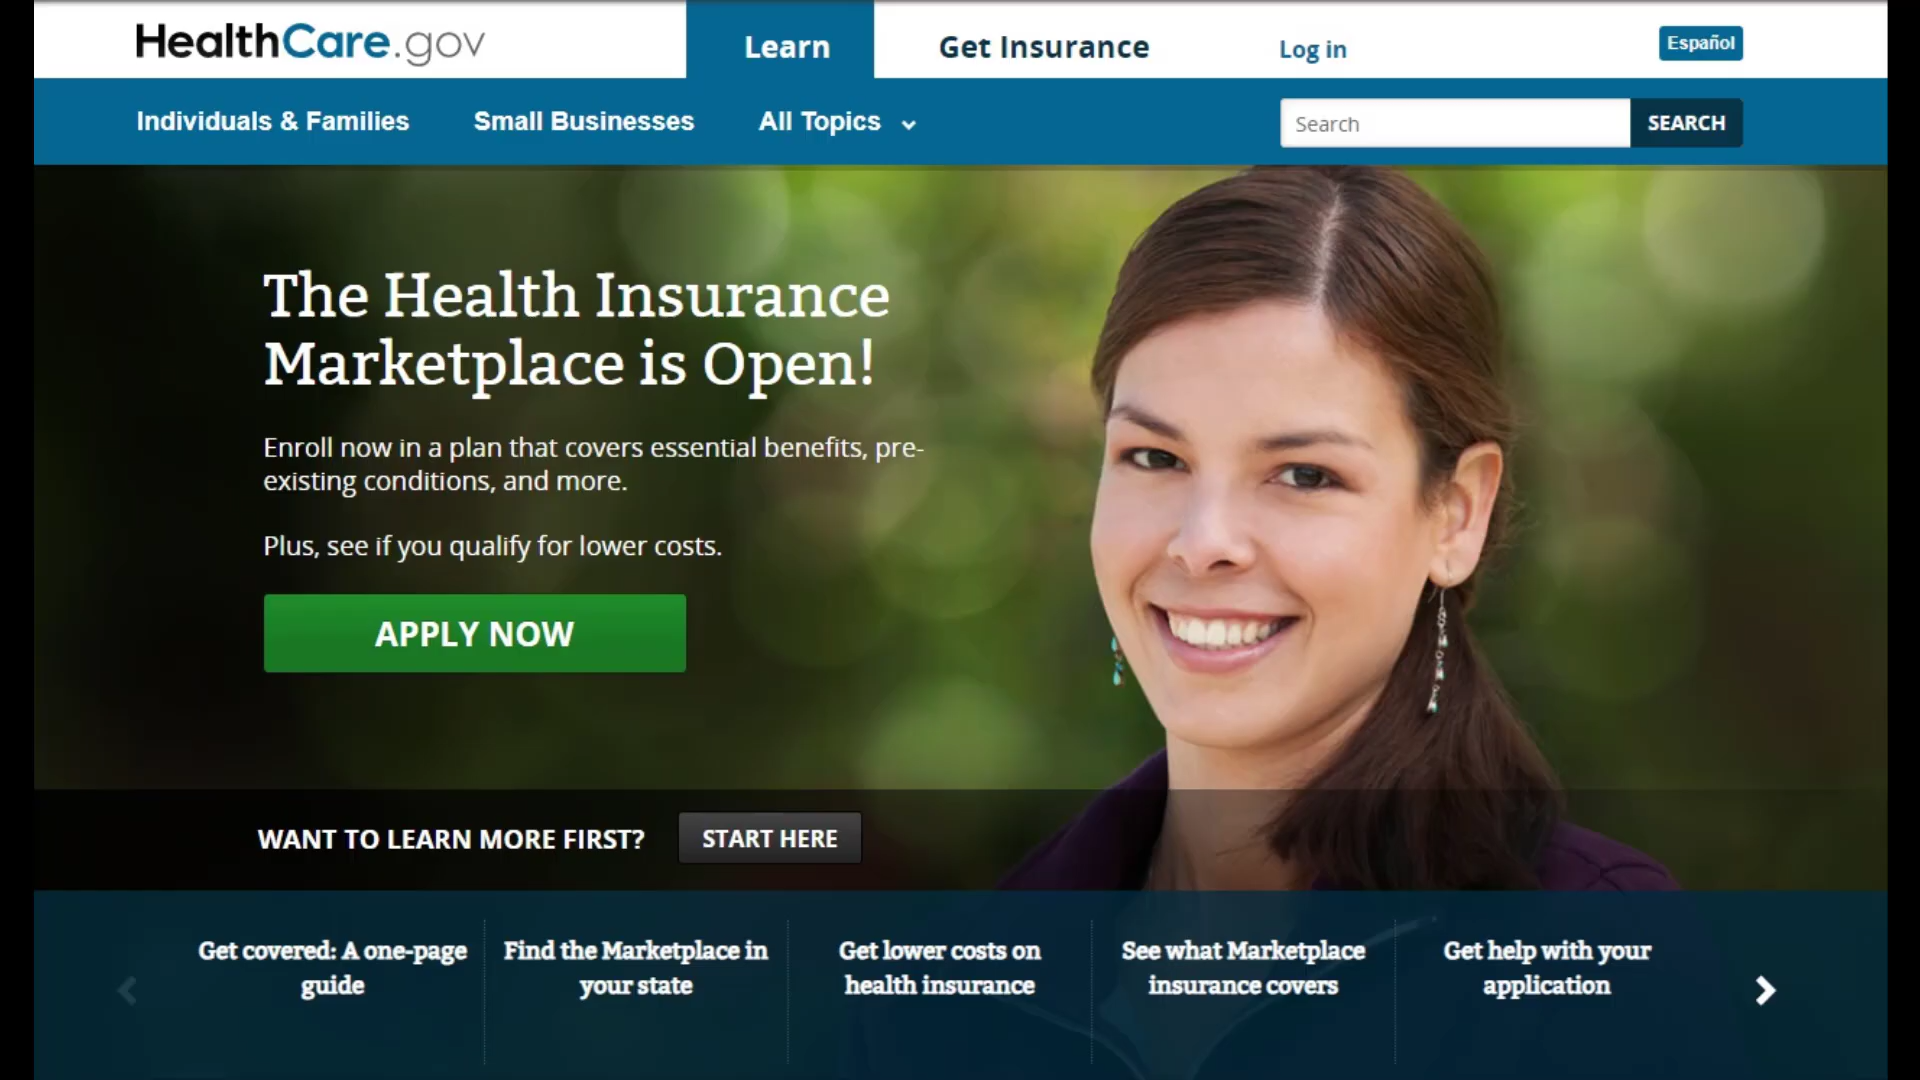 HealthCare.gov
Learn
Get Insurance
Log in
Español
Individuals & Families
Small Businesses
All Topics
Search
SEARCH
The Health Insurance
Marketplace is Open!
Enroll now in a plan that covers essential benefits, pre-
existing conditions, and more.
Plus, see if you qualify for lower costs.
APPLY NOW
WANT TO LEARN MORE FIRST?
START HERE
Get covered: A one-page
guide
Find the Marketplace in
your state
Get lower costs on
health insurance
See what Marketplace
insurance covers
Get help with your
application